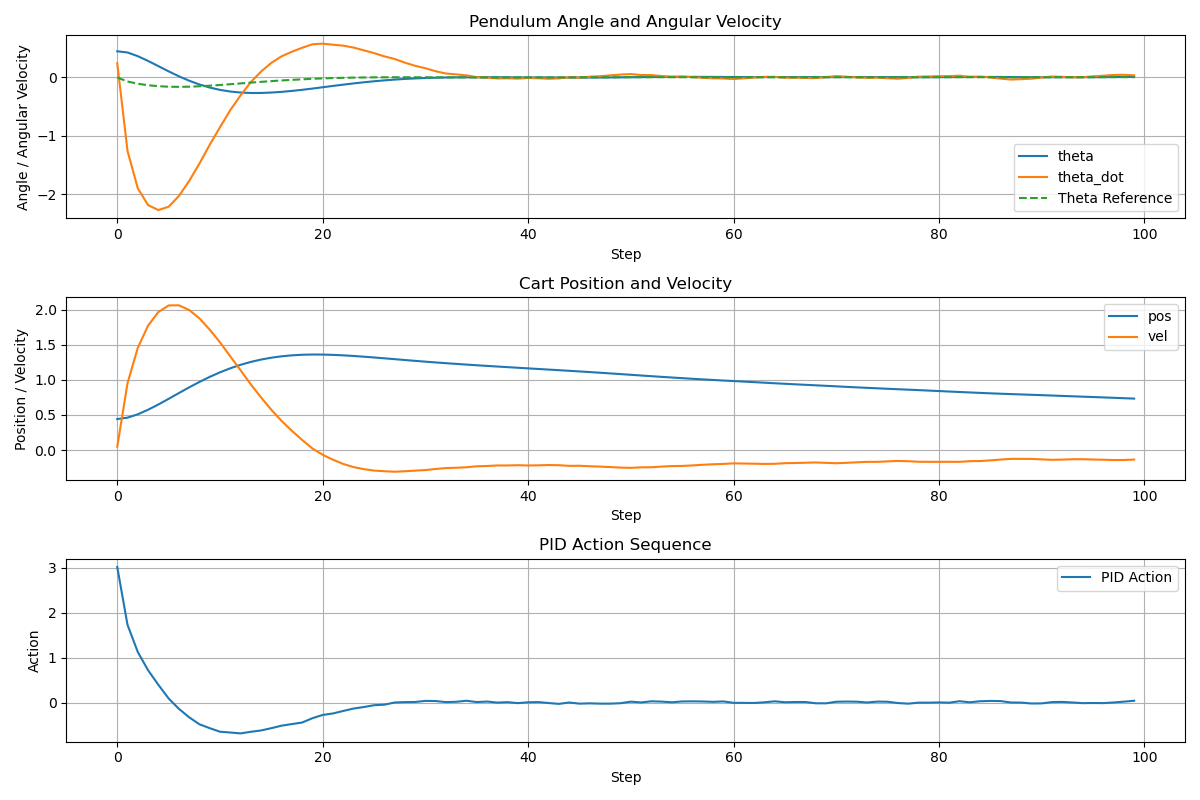 Pendulum Angle and Angular Velocity
Angle / Angular Velocity
0
−1
−2
theta
theta_dot
Theta Reference
0 20 40 60 80 100
Step
Cart Position and Velocity
Position / Velocity
2.0
1.5
1.0
0.5
0.0
pos
vel
0 20 40 60 80 100
Step
PID Action Sequence
Action
3
2
1
0
PID Action
0 20 40 60 80 100
Step